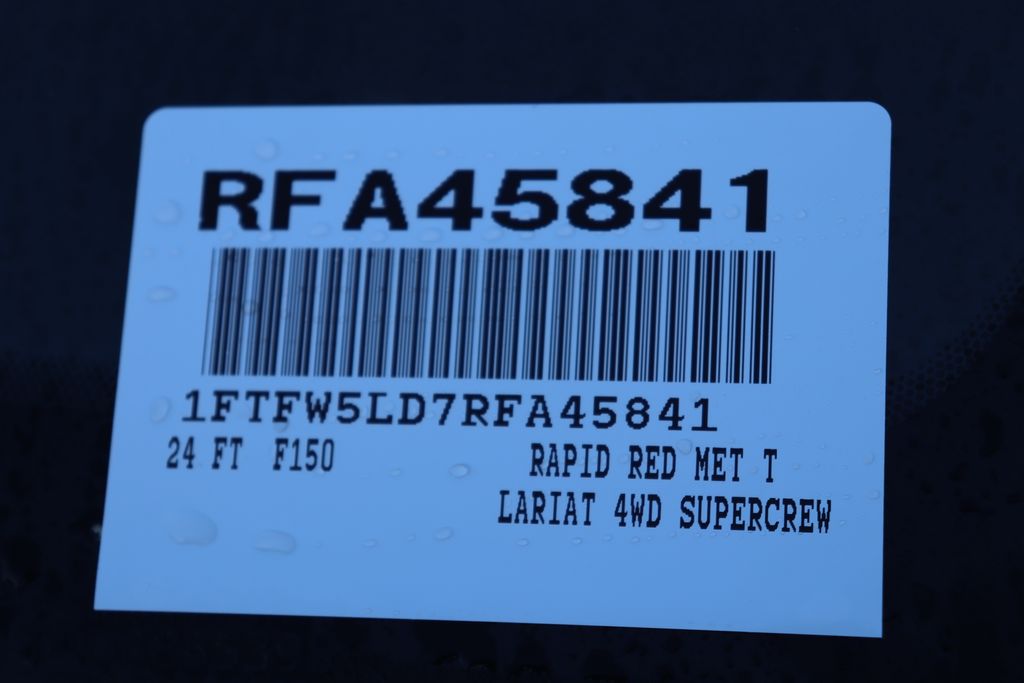 RFA45841
1FTFW5LD7RFA45841
24 FT F150 RAPID RED MET T
LARIAT 4WD SUPERCREW